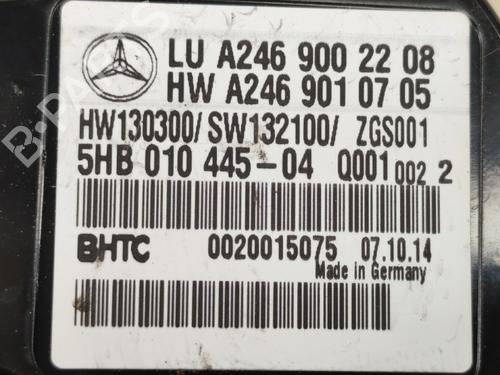 LU A246 900 22 08
HW A246 901 07 05
HW130300/ SW132100/ ZGS001
5HB 010 445-04 Q001 002 2
BHTC 0020015075 07.10.14
Made in Germany
B-PARTS